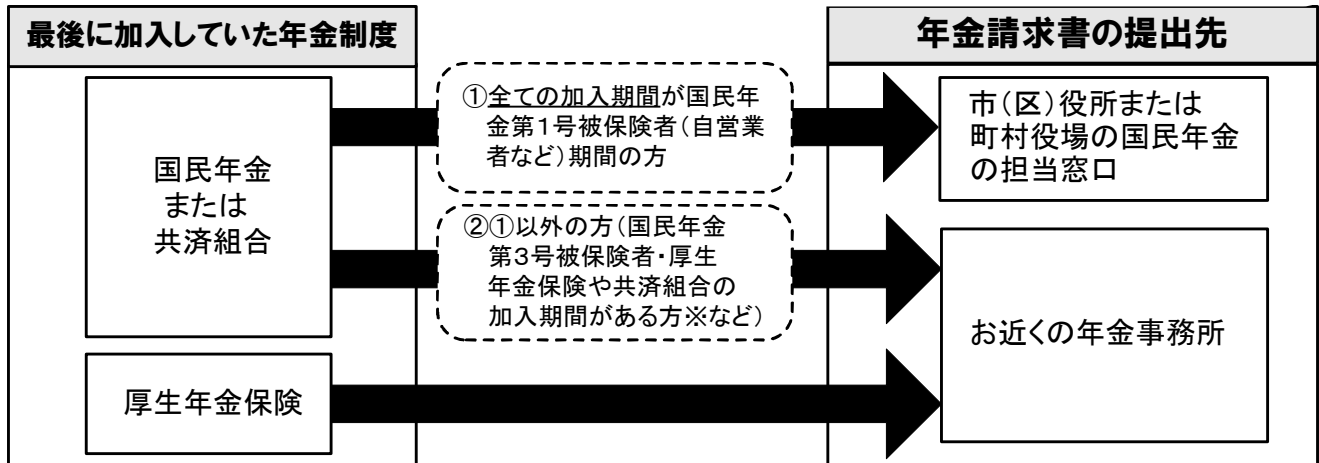 最後に加入していた年金制度
年金請求書の提出先
国民年金
または
共済組合
①全ての加入期間が国民年
金第1号被保険者（自営業
者など）期間の方
市（区）役所または
町村役場の国民年金
の担当窓口
②①以外の方（国民年金
第3号被保険者・厚生
年金保険や共済組合の
加入期間がある方※など）
お近くの年金事務所
厚生年金保険